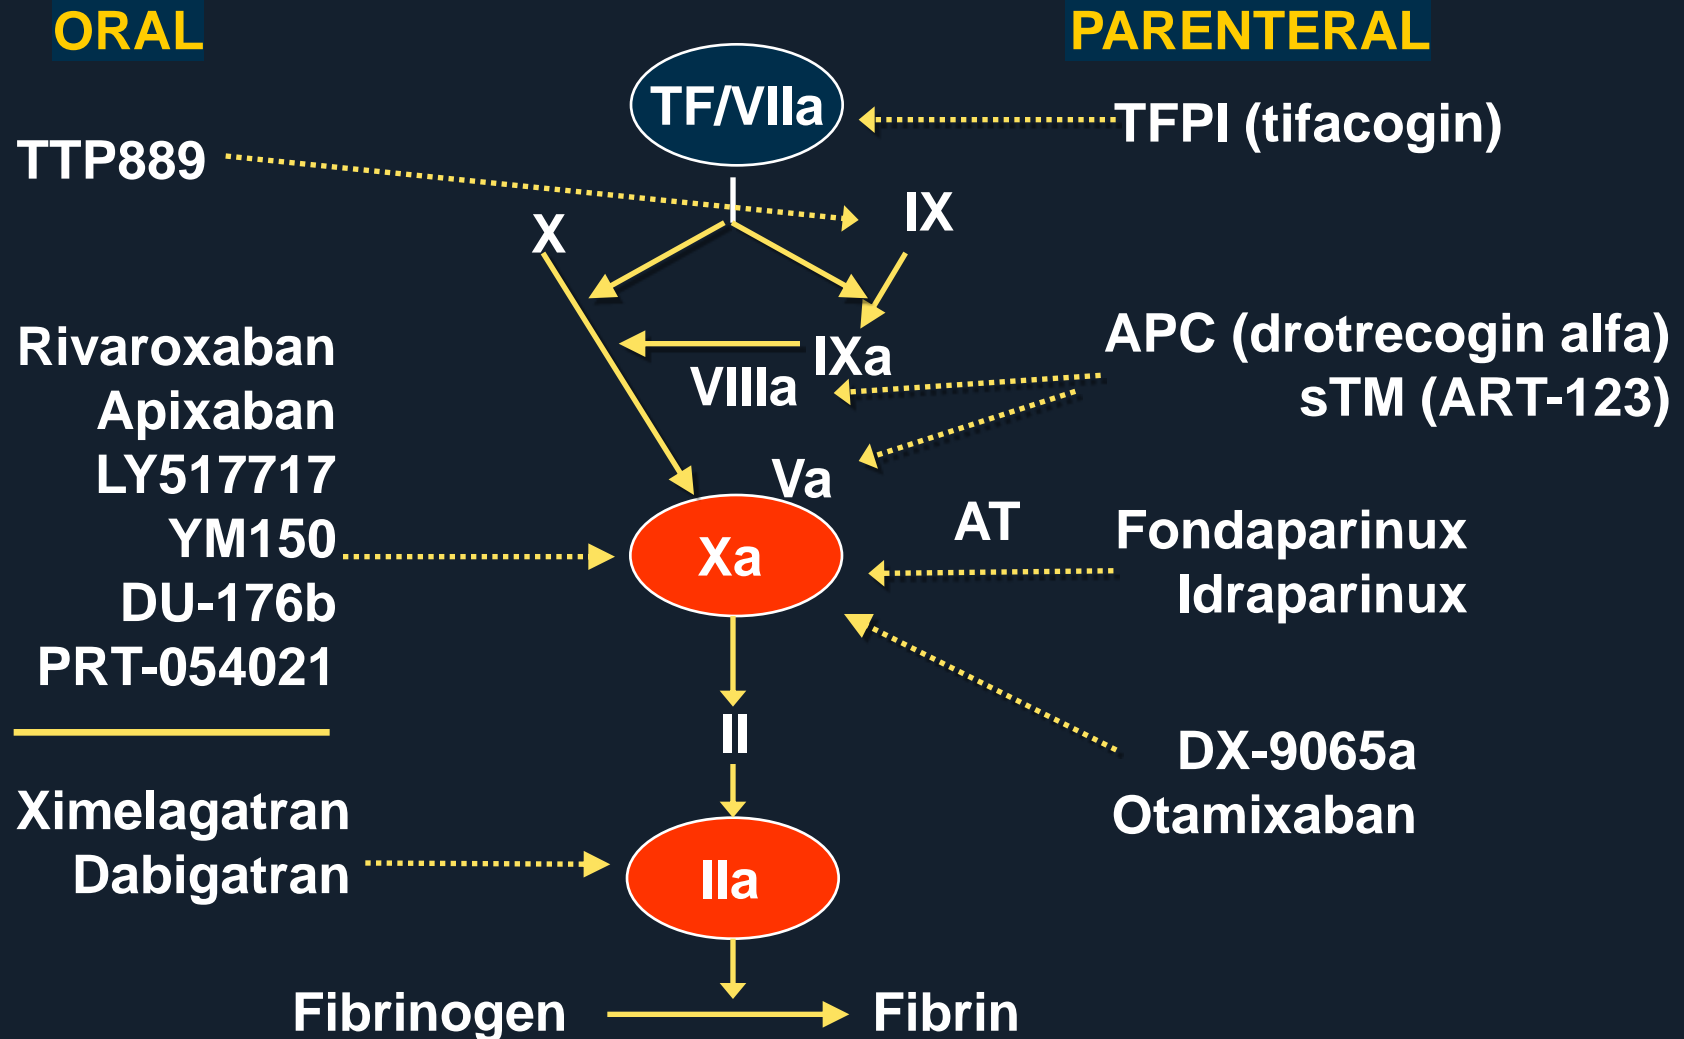 ORAL
PARENTERAL
TF/VIIa
TFPI (tifacogin)
TTP889
IX
X
Rivaroxaban
Apixaban
LY517717
YM150
DU-176b
PRT-054021
IXa
VIIIa
APC (drotrecogin alfa)
sTM (ART-123)
Va
Xa
AT
Fondaparinux
Idraparinux
II
DX-9065a
Otamixaban
Ximelagatran
Dabigatran
IIa
Fibrinogen
Fibrin